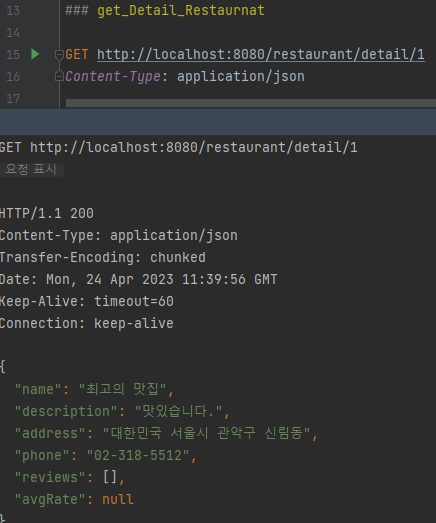 13 ### get_Detail_Restaurnat
14
15 GET http://localhost:8080/restaurant/detail/1
16 Content-Type: application/json
17
GET http://localhost:8080/restaurant/detail/1
요청 표시
HTTP/1.1 200
Content-Type: application/json
Transfer-Encoding: chunked
Date: Mon, 24 Apr 2023 11:39:56 GMT
Keep-Alive: timeout=60
Connection: keep-alive
{
"name": "최고의 맛집",
"description": "맛있습니다.",
"address": "대한민국 서울시 관악구 신림동",
"phone": "02-318-5512",
"reviews": [],
"avgRate": null
}